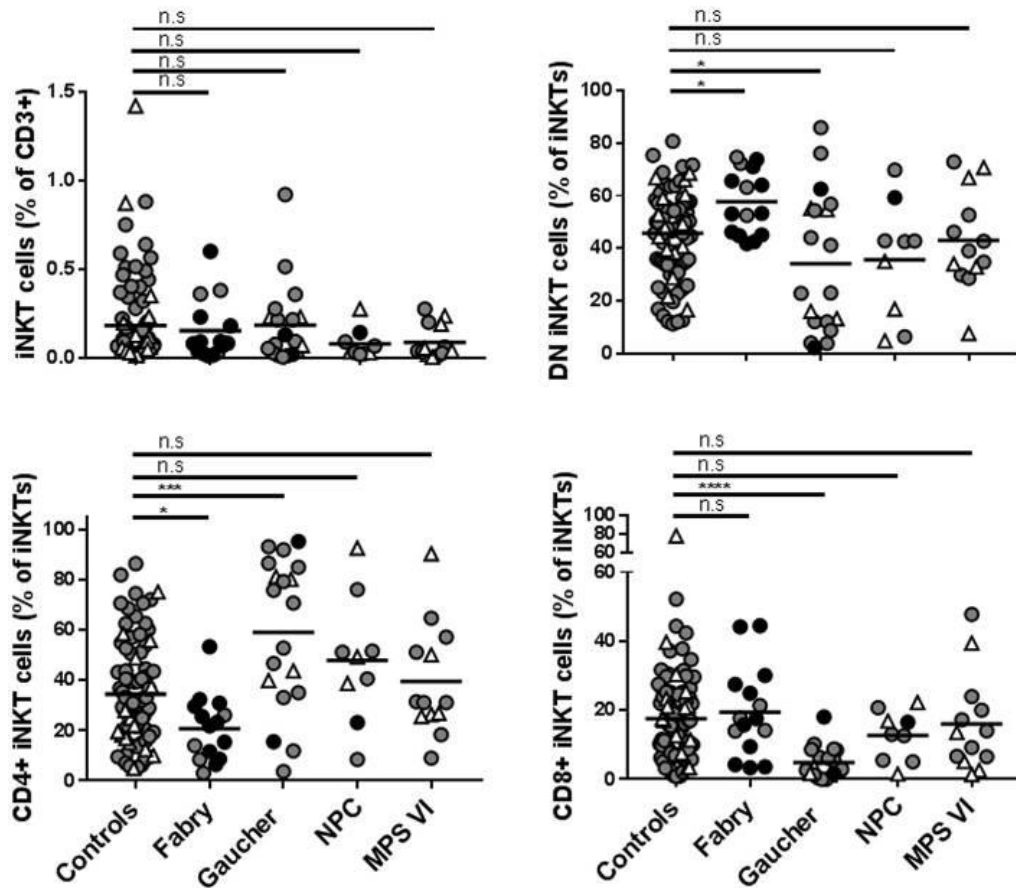 n.s
n.s
n.s
n.s
iNKT cells (% of CD3+)
1.5
1.0
0.5
0.0
n.s
n.s
*
*
DN iNKT cells (% of iNKTs)
100
80
60
40
20
0
n.s
n.s
***
*
CD4+ iNKT cells (% of iNKTs)
100
80
60
40
20
0
Controls
Fabry
Gaucher
NPC
MPS VI
n.s
n.s
****
n.s
CD8+ iNKT cells (% of iNKTs)
100
80
60
60
40
20
0
Controls
Fabry
Gaucher
NPC
MPS VI